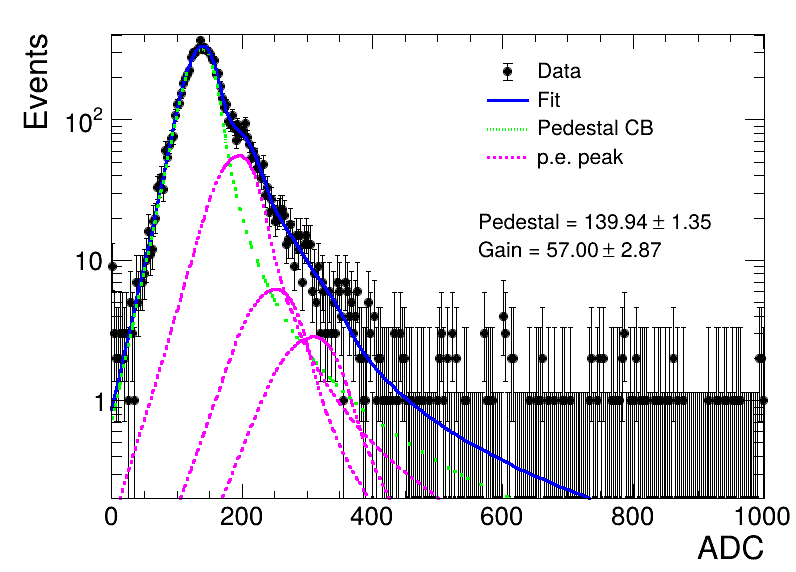 Events
10²
10
1
Data
Fit
Pedestal CB
p.e. peak
Pedestal = 139.94 ± 1.35
Gain = 57.00 ± 2.87
0 200 400 600 800 1000
ADC